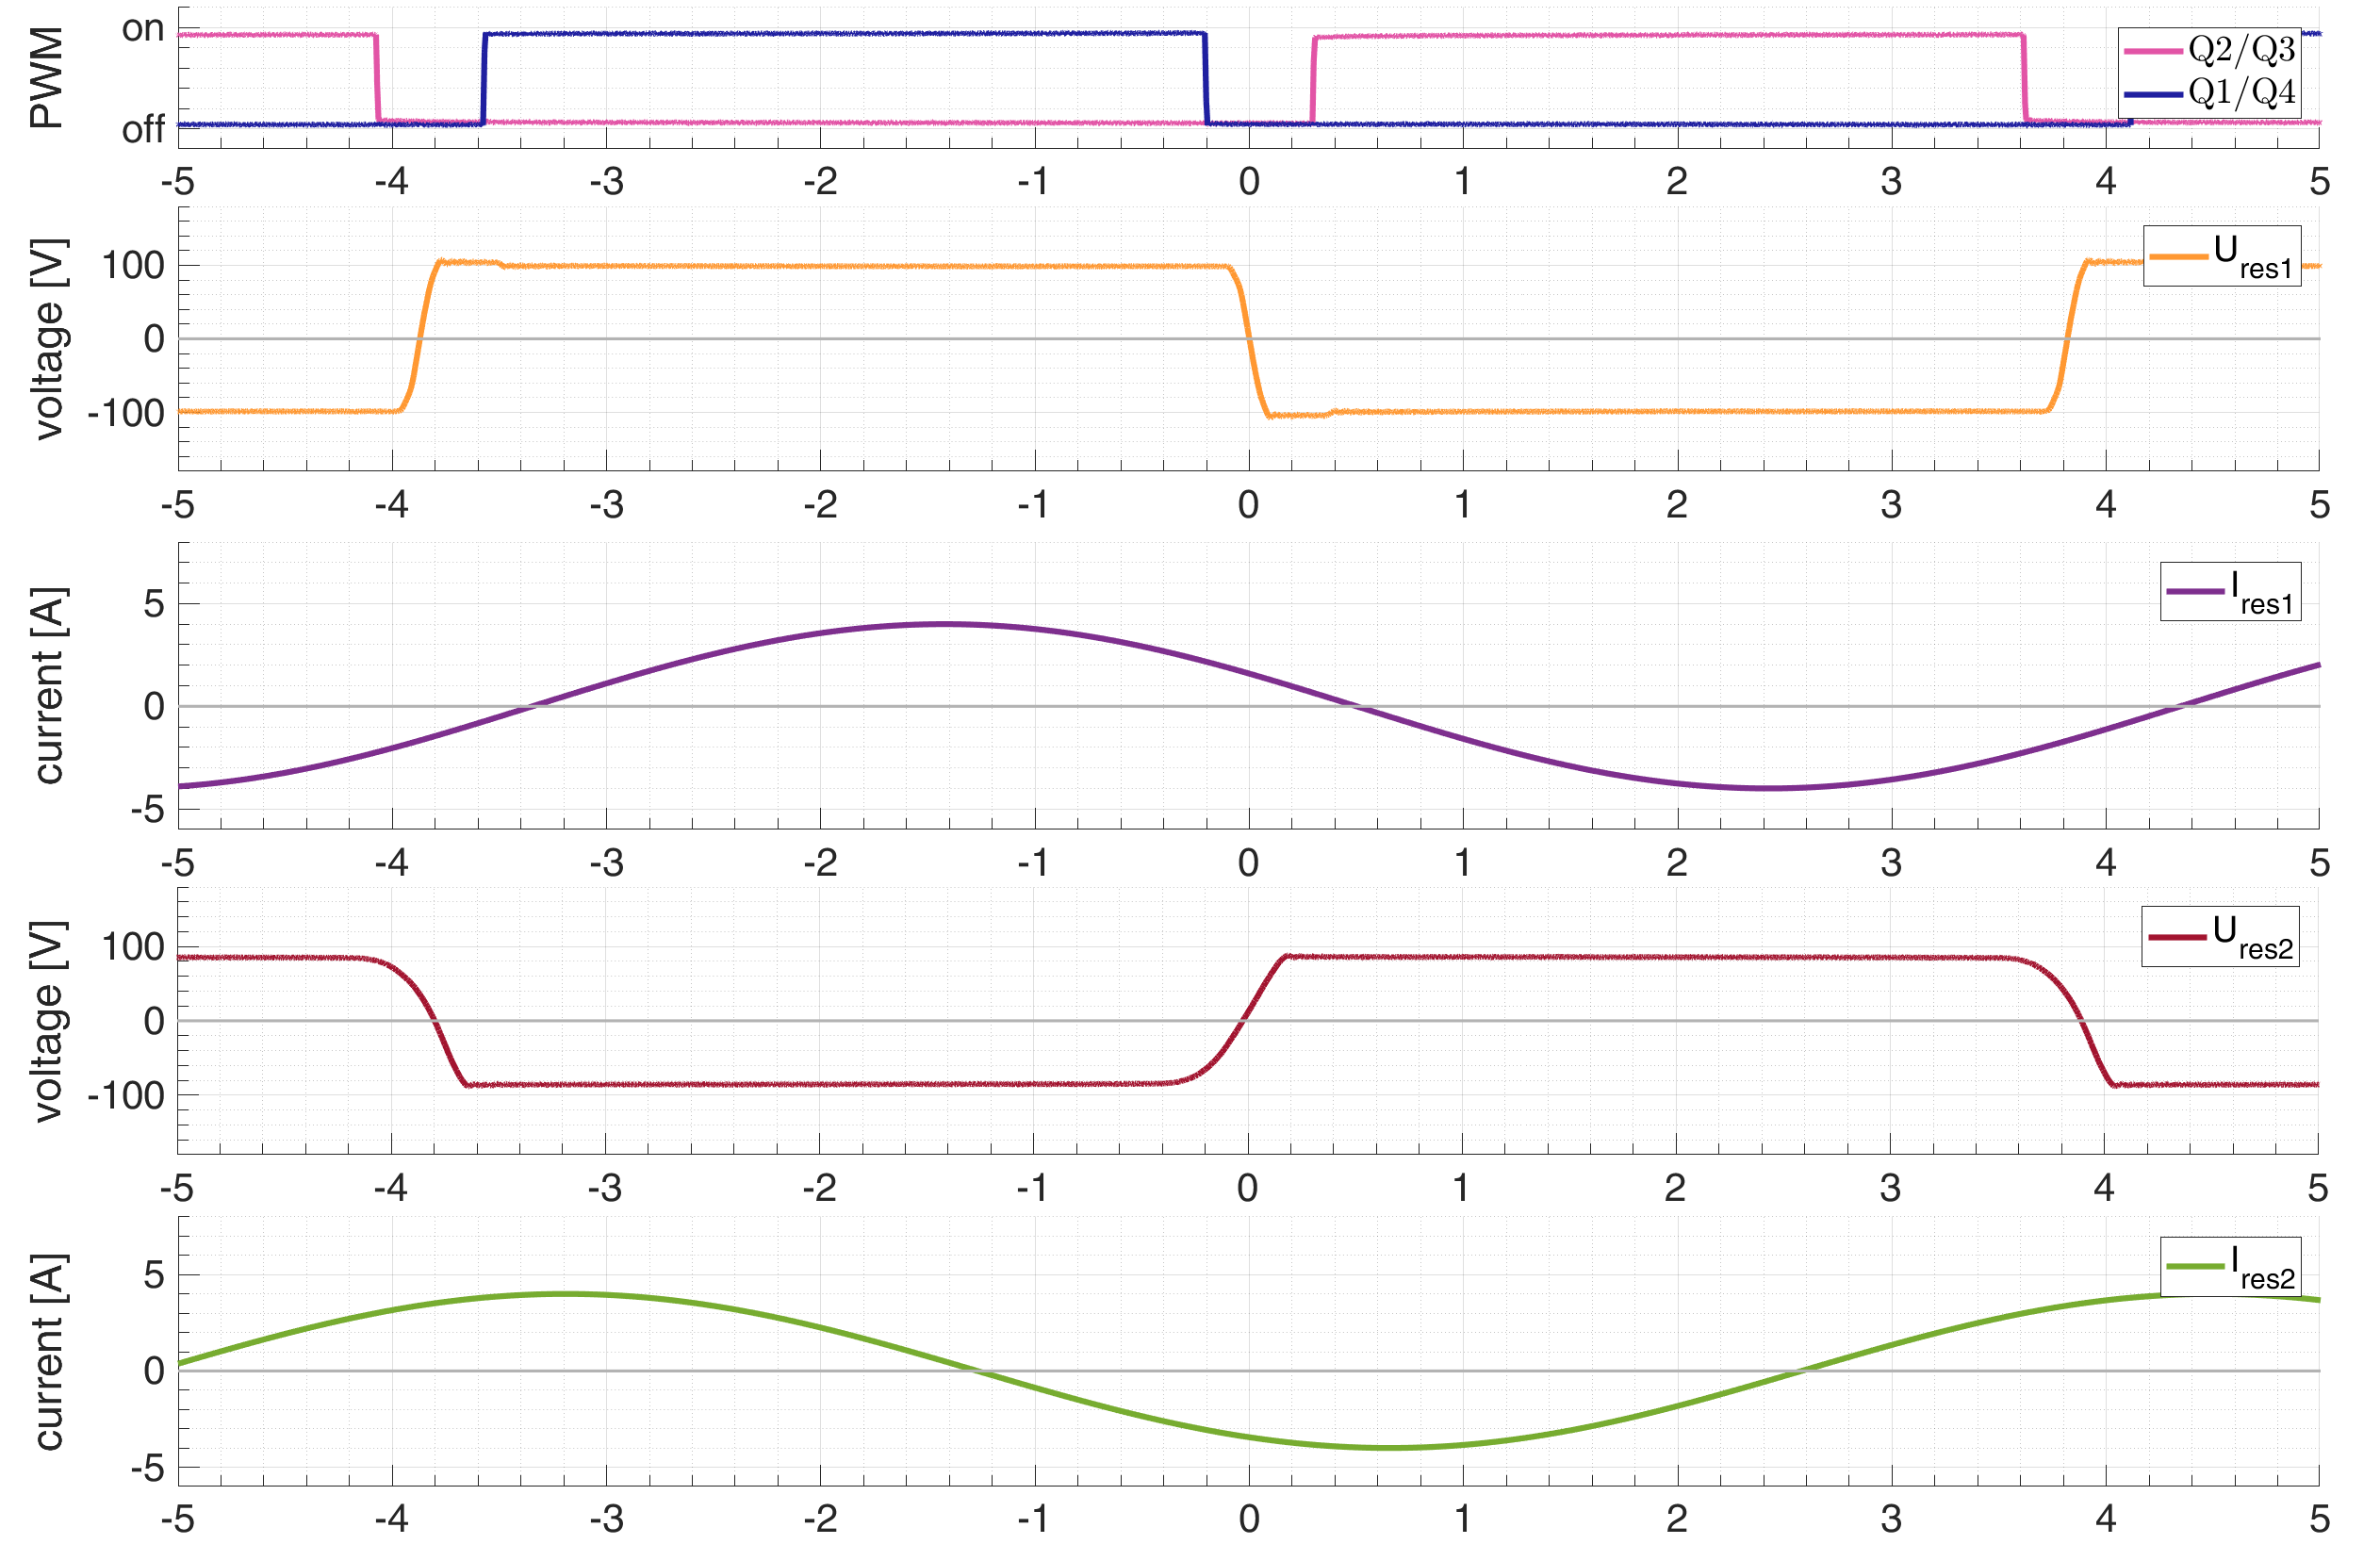 PWM
on
off
Q2/Q3
Q1/Q4
-5 -4 -3 -2 -1 0 1 2 3 4 5
voltage [V]
100
0
-100
U_res1
-5 -4 -3 -2 -1 0 1 2 3 4 5
current [A]
5
0
-5
I_res1
-5 -4 -3 -2 -1 0 1 2 3 4 5
voltage [V]
100
0
-100
U_res2
-5 -4 -3 -2 -1 0 1 2 3 4 5
current [A]
5
0
-5
I_res2
-5 -4 -3 -2 -1 0 1 2 3 4 5